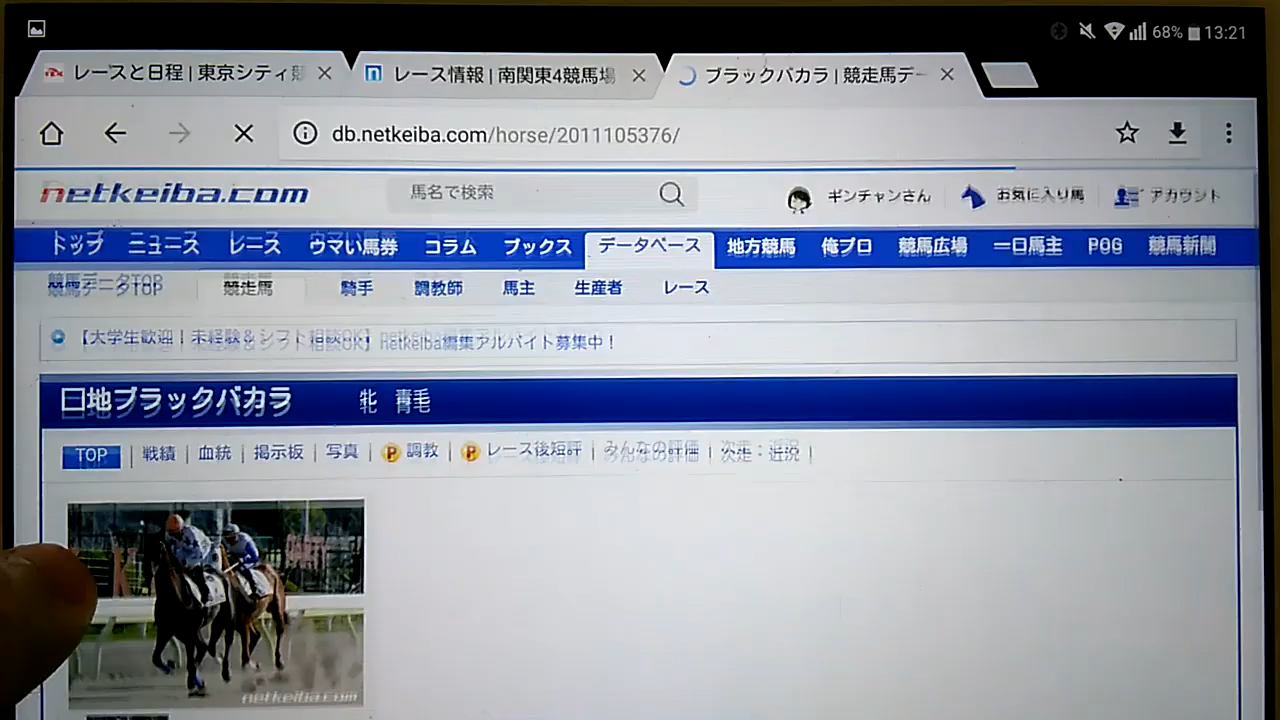 68% 13:21
レースと日程 | 東京シティ競
レース情報 | 南関東4競馬場
ブラックバカラ | 競走馬デー
db.netkeiba.com/horse/2011105376/
netkeiba.com 馬名で検索 ギンチャンさん お気に入り馬 アカウント
トップ ニュース レース ウマい馬券 コラム ブックス データベース 地方競馬 俺プロ 競馬広場 一口馬主 POG 競馬新聞
競馬データTOP 競走馬 騎手 調教師 馬主 生産者 レース
【大学生歓迎!未経験&シフト相談OK】netkeiba編集アルバイト募集中!
□地ブラックバカラ 牝 青毛
TOP | 戦績 | 血統 | 掲示板 | 写真 | P 調教 | P レース後短評 | みんなの評価 | 次走:近況 |
netkeiba.com